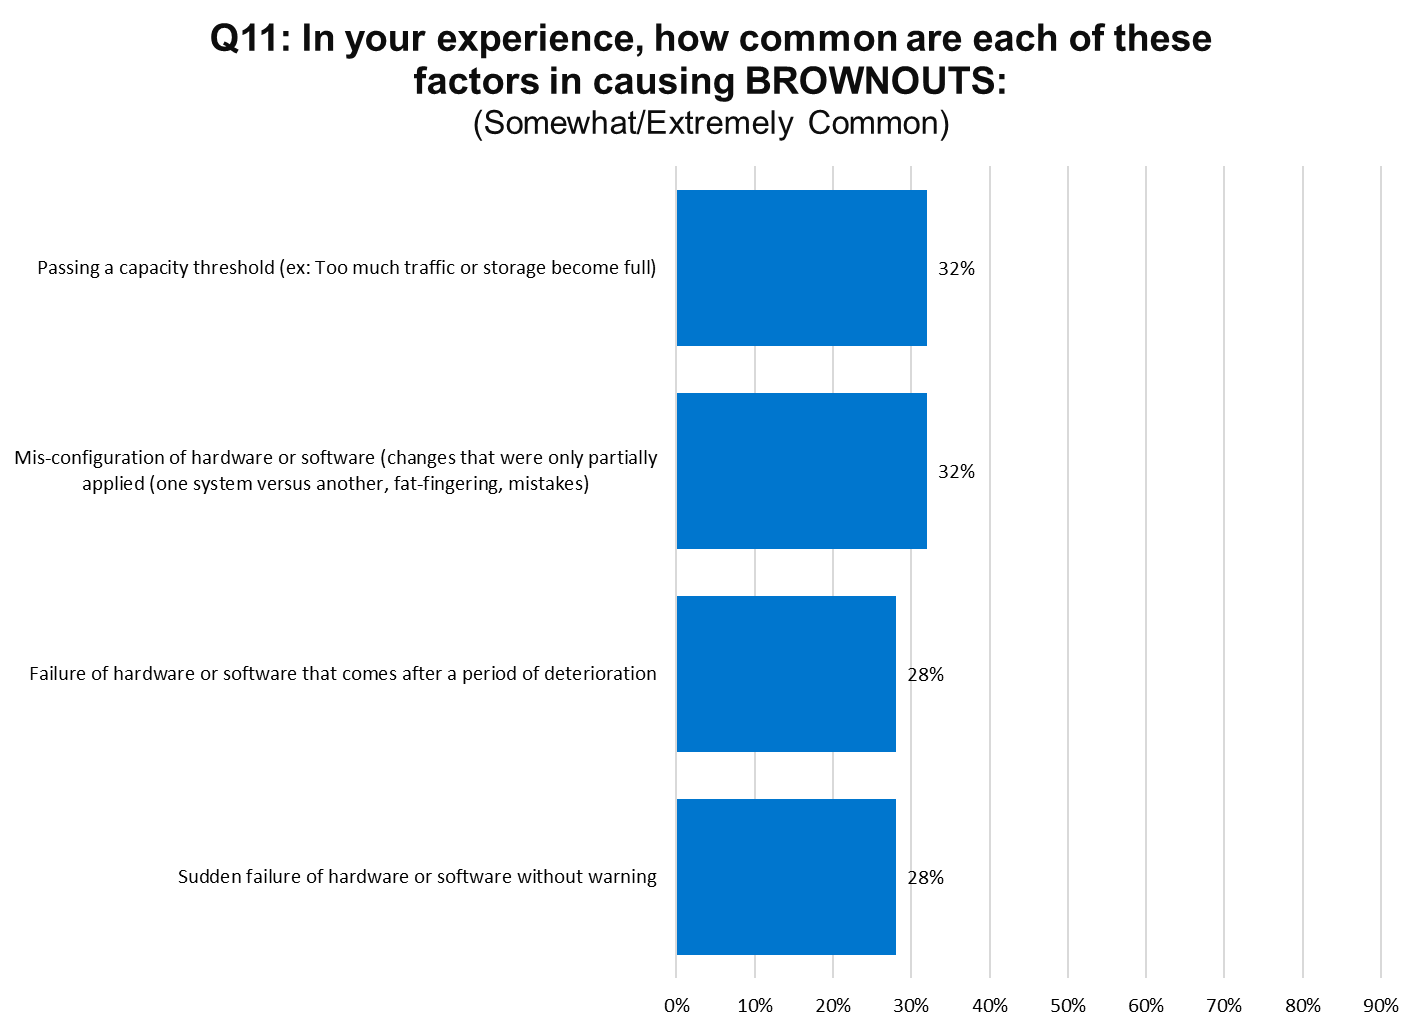 Q11: In your experience, how common are each of these
factors in causing BROWNOUTS:
(Somewhat/Extremely Common)
Passing a capacity threshold (ex: Too much traffic or storage become full)
32%
Mis-configuration of hardware or software (changes that were only partially
applied (one system versus another, fat-fingering, mistakes)
32%
Failure of hardware or software that comes after a period of deterioration
28%
Sudden failure of hardware or software without warning
28%
0% 10% 20% 30% 40% 50% 60% 70% 80% 90%